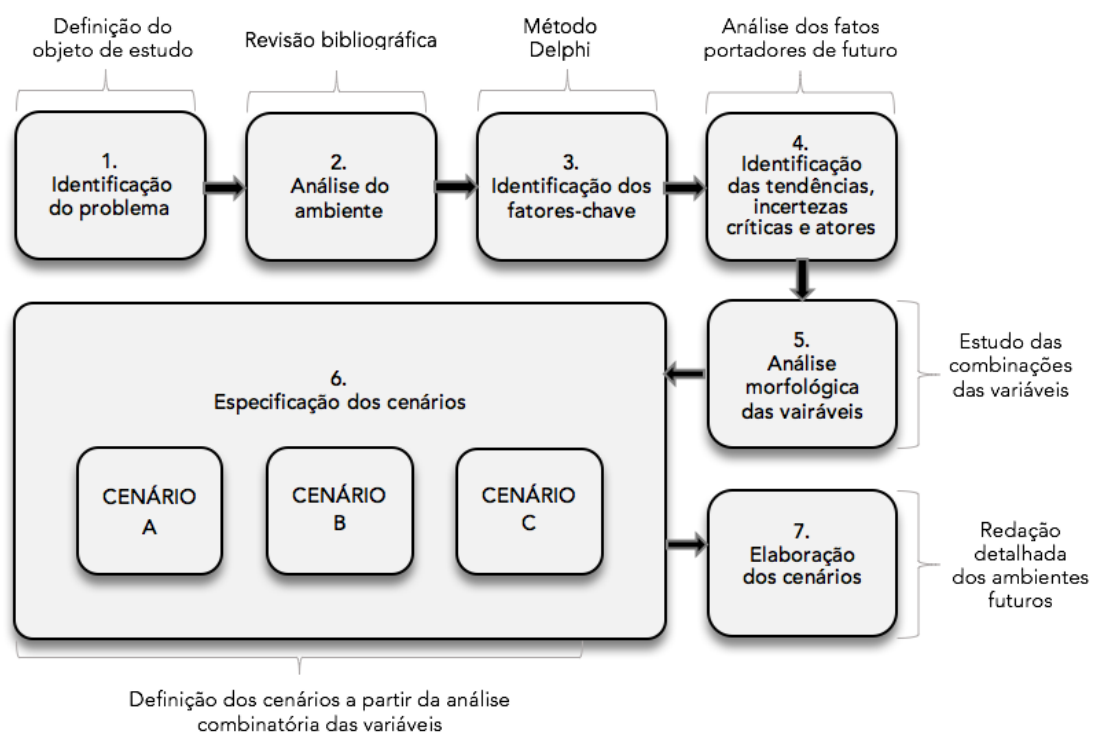 Definição do
objeto de estudo
Revisão bibliográfica
Método
Delphi
Análise dos fatos
portadores de futuro
1.
Identificação
do problema
2.
Análise do
ambiente
3.
Identificação dos
fatores-chave
4.
Identificação
das tendências,
incertezas
críticas e atores
5.
Análise
morfológica
das vairáveis
Estudo das
combinações
das variáveis
6.
Especificação dos cenários
CENÁRIO
A
CENÁRIO
B
CENÁRIO
C
7.
Elaboração
dos cenários
Redação
detalhada
dos ambientes
futuros
Definição dos cenários a partir da análise
combinatória das variáveis